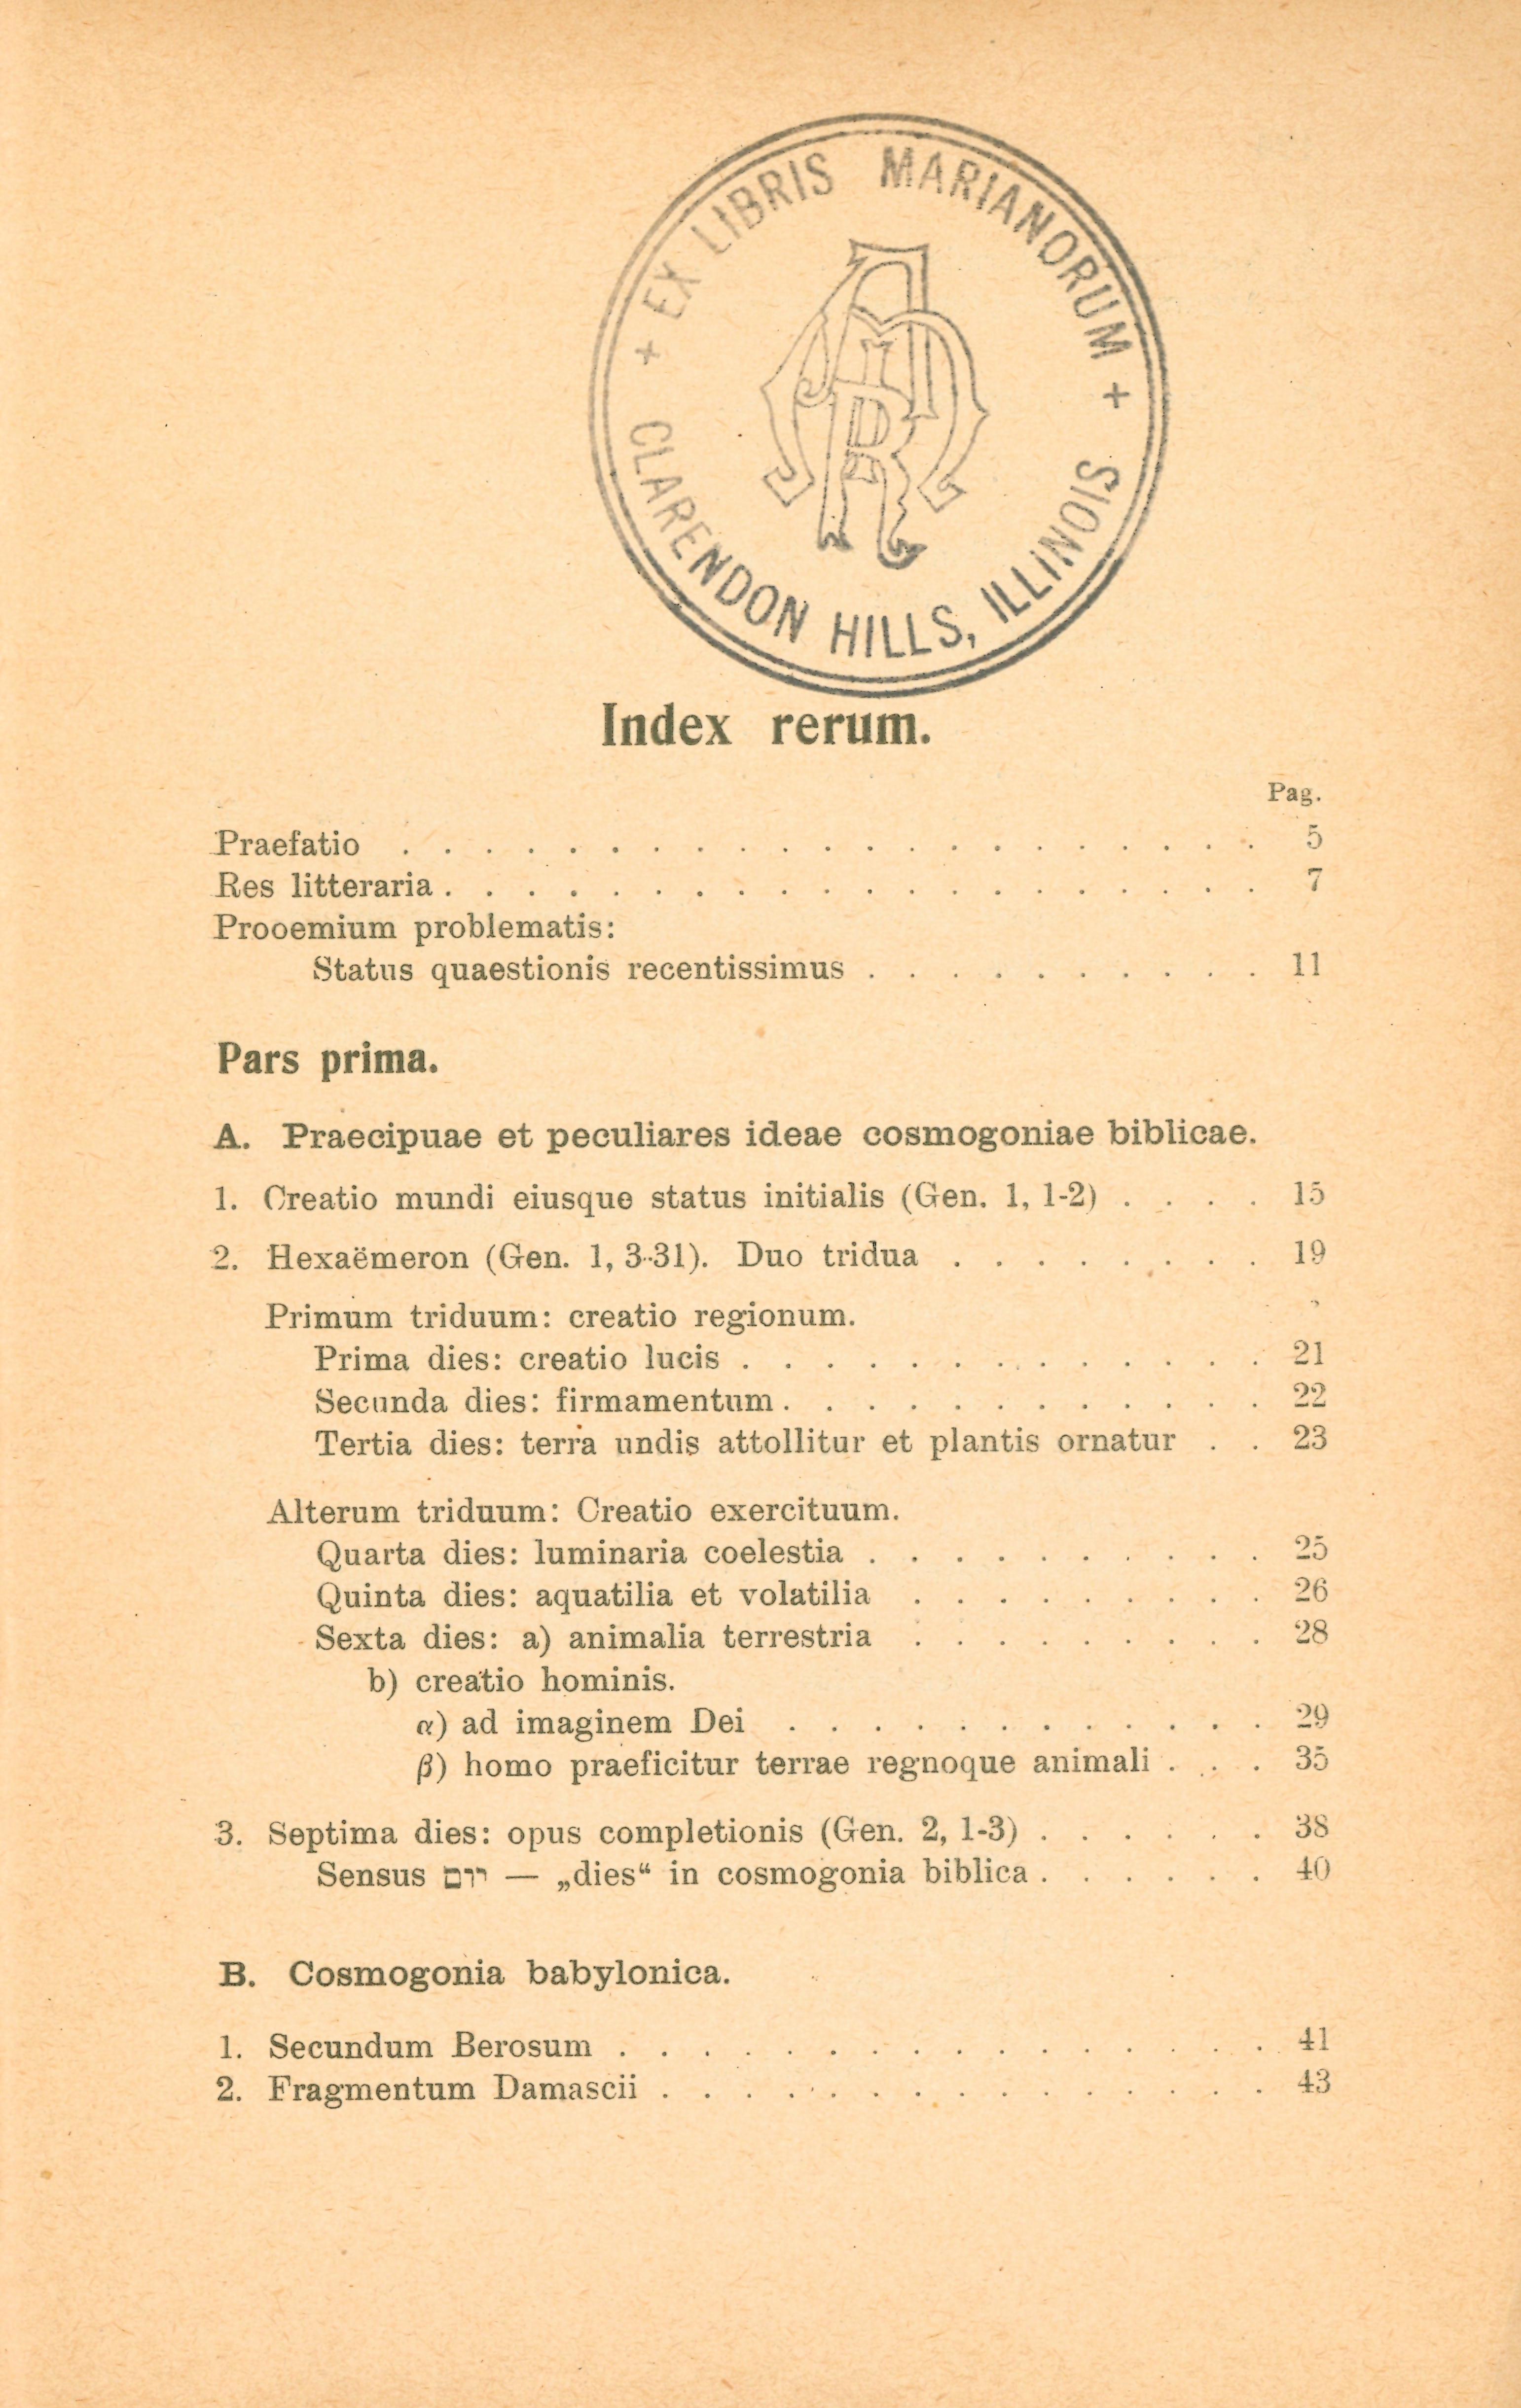 + EX LIBRIS MARIANORUM +
CLARENDON HILLS, ILLINOIS
Index rerum.
Pag.
Praefatio . . . . . . . . . . . . . . . . . . . . . 5
Res litteraria . . . . . . . . . . . . . . . . . . . . 7
Prooemium problematis:
Status quaestionis recentissimus . . . . . . . . . . 11
Pars prima.
A. Praecipuae et peculiares ideae cosmogoniae biblicae.
1. Creatio mundi eiusque status initialis (Gen. 1, 1-2) . . . . 15
2. Hexaëmeron (Gen. 1, 3-31). Duo tridua . . . . . . . . 19
Primum triduum: creatio regionum.
Prima dies: creatio lucis . . . . . . . . . . . . . 21
Secunda dies: firmamentum . . . . . . . . . . . . 22
Tertia dies: terra undis attollitur et plantis ornatur . . 23
Alterum triduum: Creatio exercituum.
Quarta dies: luminaria coelestia . . . . . . . . . . 25
Quinta dies: aquatilia et volatilia . . . . . . . . . 26
Sexta dies: a) animalia terrestria . . . . . . . . . 28
b) creatio hominis.
α) ad imaginem Dei . . . . . . . . . . . . 29
β) homo praeficitur terrae regnoque animali . . . 35
3. Septima dies: opus completionis (Gen. 2, 1-3) . . . . . . 38
Sensus יום — „dies“ in cosmogonia biblica . . . . . . 40
B. Cosmogonia babylonica.
1. Secundum Berosum . . . . . . . . . . . . . . . . 41
2. Fragmentum Damascii . . . . . . . . . . . . . . . 43